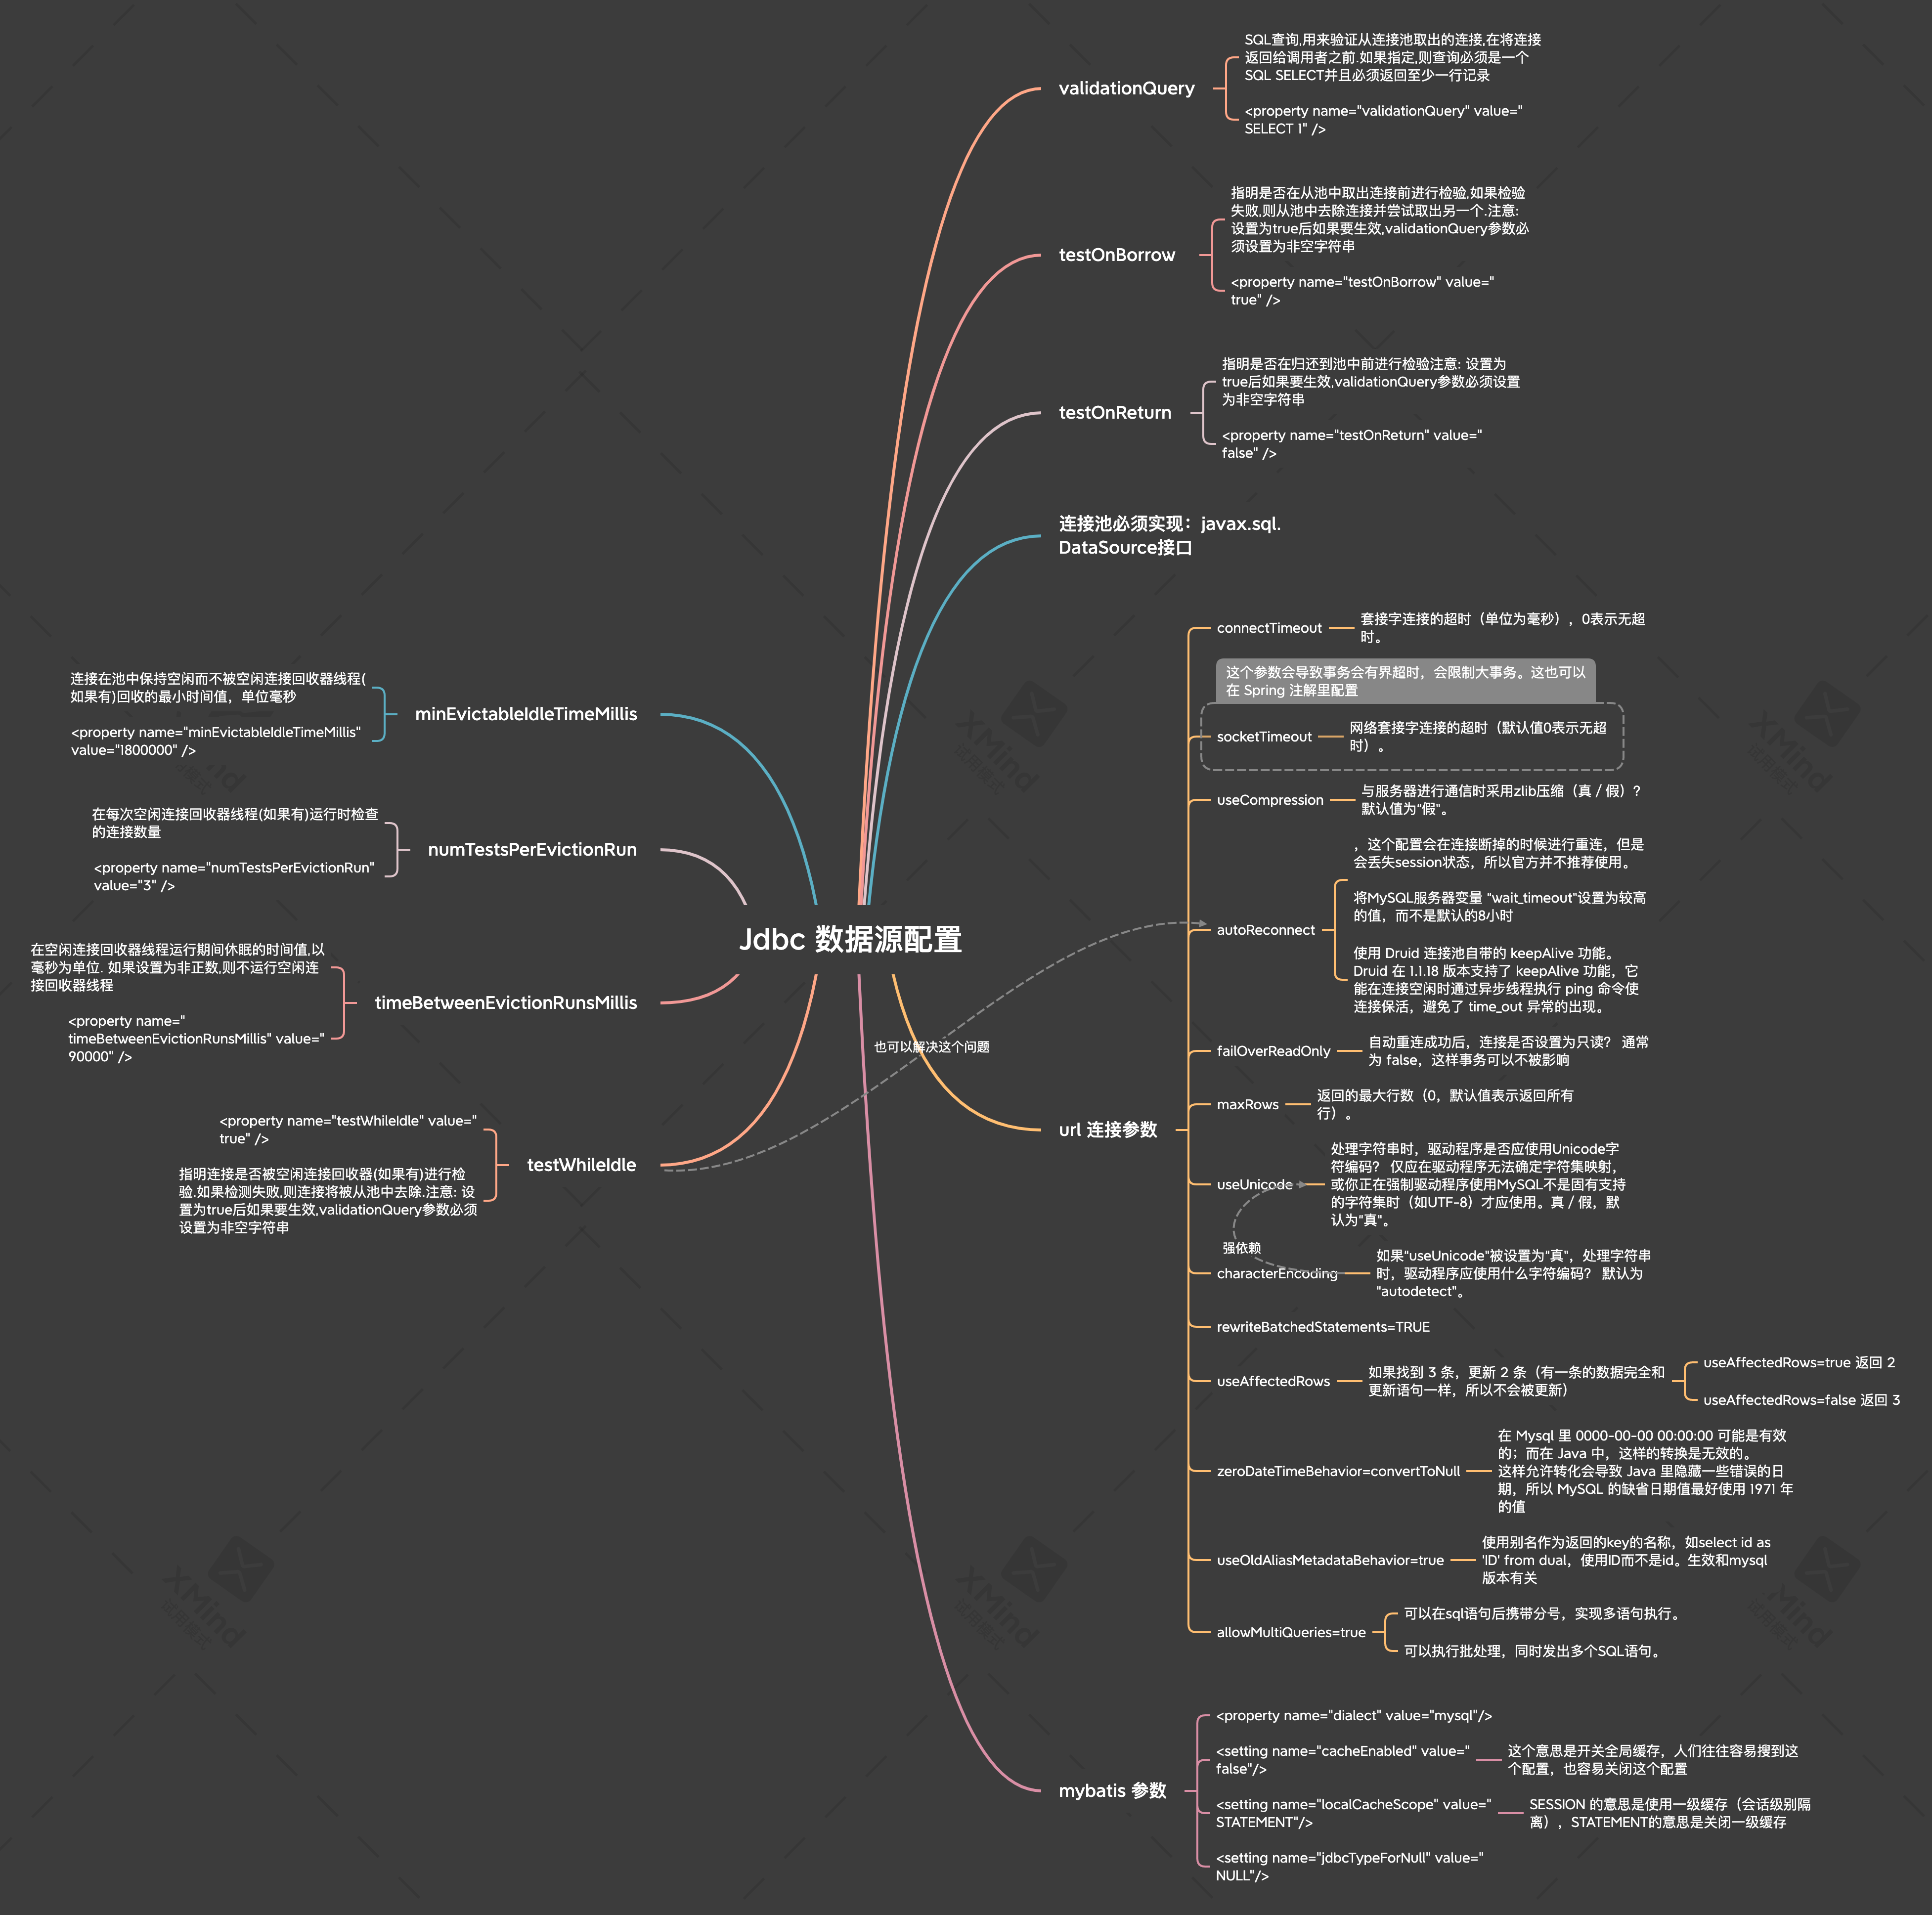 Jdbc 数据源配置
validationQuery
SQL查询,用来验证从连接池取出的连接,在将连接
返回给调用者之前.如果指定,则查询必须是一个
SQL SELECT并且必须返回至少一行记录
<property name="validationQuery" value="
SELECT 1" />
testOnBorrow
指明是否在从池中取出连接前进行检验,如果检验
失败,则从池中去除连接并尝试取出另一个.注意:
设置为true后如果要生效,validationQuery参数必
须设置为非空字符串
<property name="testOnBorrow" value="
true" />
testOnReturn
指明是否在归还到池中前进行检验注意: 设置为
true后如果要生效,validationQuery参数必须设置
为非空字符串
<property name="testOnReturn" value="
false" />
连接池必须实现：javax.sql.
DataSource接口
url 连接参数
connectTimeout
套接字连接的超时（单位为毫秒），0表示无超
时。
这个参数会导致事务会有界超时，会限制大事务。这也可以
在 Spring 注解里配置
socketTimeout
网络套接字连接的超时（默认值0表示无超
时）。
useCompression
与服务器进行通信时采用zlib压缩（真 / 假）?
默认值为"假"。
autoReconnect
，这个配置会在连接断掉的时候进行重连，但是
会丢失session状态，所以官方并不推荐使用。
将MySQL服务器变量 "wait_timeout"设置为较高
的值，而不是默认的8小时
使用 Druid 连接池自带的 keepAlive 功能。
Druid 在 1.1.18 版本支持了 keepAlive 功能，它
能在连接空闲时通过异步线程执行 ping 命令使
连接保活，避免了 time_out 异常的出现。
failOverReadOnly
自动重连成功后，连接是否设置为只读？ 通常
为 false，这样事务可以不被影响
maxRows
返回的最大行数（0，默认值表示返回所有
行）。
useUnicode
处理字符串时，驱动程序是否应使用Unicode字
符编码？ 仅应在驱动程序无法确定字符集映射，
或你正在强制驱动程序使用MySQL不是固有支持
的字符集时（如UTF-8）才应使用。真 / 假，默
认为"真"。
强依赖
characterEncoding
如果"useUnicode"被设置为"真"，处理字符串
时，驱动程序应使用什么字符编码？ 默认为
"autodetect"。
rewriteBatchedStatements=TRUE
useAffectedRows
如果找到 3 条，更新 2 条（有一条的数据完全和
更新语句一样，所以不会被更新）
useAffectedRows=true 返回 2
useAffectedRows=false 返回 3
zeroDateTimeBehavior=convertToNull
在 Mysql 里 0000-00-00 00:00:00 可能是有效
的；而在 Java 中，这样的转换是无效的。
这样允许转化会导致 Java 里隐藏一些错误的日
期，所以 MySQL 的缺省日期值最好使用 1971 年
的值
useOldAliasMetadataBehavior=true
使用别名作为返回的key的名称，如select id as
'ID' from dual，使用ID而不是id。生效和mysql
版本有关
allowMultiQueries=true
可以在sql语句后携带分号，实现多语句执行。
可以执行批处理，同时发出多个SQL语句。
mybatis 参数
<property name="dialect" value="mysql"/>
<setting name="cacheEnabled" value="
false"/>
这个意思是开关全局缓存，人们往往容易搜到这
个配置，也容易关闭这个配置
<setting name="localCacheScope" value="
STATEMENT"/>
SESSION 的意思是使用一级缓存（会话级别隔
离），STATEMENT的意思是关闭一级缓存
<setting name="jdbcTypeForNull" value="
NULL"/>
minEvictableIdleTimeMillis
连接在池中保持空闲而不被空闲连接回收器线程(
如果有)回收的最小时间值，单位毫秒
<property name="minEvictableIdleTimeMillis"
value="1800000" />
numTestsPerEvictionRun
在每次空闲连接回收器线程(如果有)运行时检查
的连接数量
<property name="numTestsPerEvictionRun"
value="3" />
timeBetweenEvictionRunsMillis
在空闲连接回收器线程运行期间休眠的时间值,以
毫秒为单位. 如果设置为非正数,则不运行空闲连
接回收器线程
<property name="
timeBetweenEvictionRunsMillis" value="
90000" />
testWhileIdle
<property name="testWhileIdle" value="
true" />
指明连接是否被空闲连接回收器(如果有)进行检
验.如果检测失败,则连接将被从池中去除.注意: 设
置为true后如果要生效,validationQuery参数必须
设置为非空字符串
也可以解决这个问题
XMind
试用模式
XMind
试用模式
XMind
试用模式
XMind
试用模式
XMind
试用模式